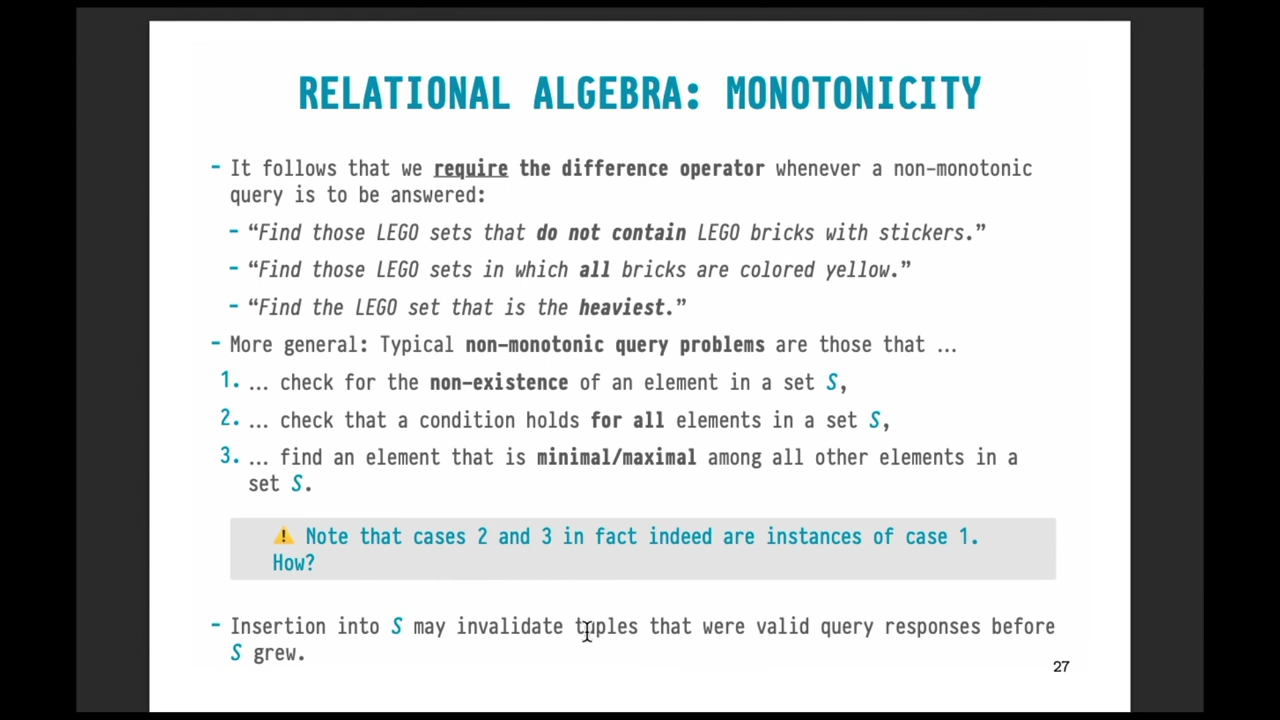 RELATIONAL ALGEBRA: MONOTONICITY
- It follows that we require the difference operator whenever a non-monotonic
query is to be answered:
- “Find those LEGO sets that do not contain LEGO bricks with stickers.”
- “Find those LEGO sets in which all bricks are colored yellow.”
- “Find the LEGO set that is the heaviest.”
- More general: Typical non-monotonic query problems are those that …
1. … check for the non-existence of an element in a set S,
2. … check that a condition holds for all elements in a set S,
3. … find an element that is minimal/maximal among all other elements in a
set S.
⚠️ Note that cases 2 and 3 in fact indeed are instances of case 1.
How?
- Insertion into S may invalidate tuples that were valid query responses before
S grew.
27